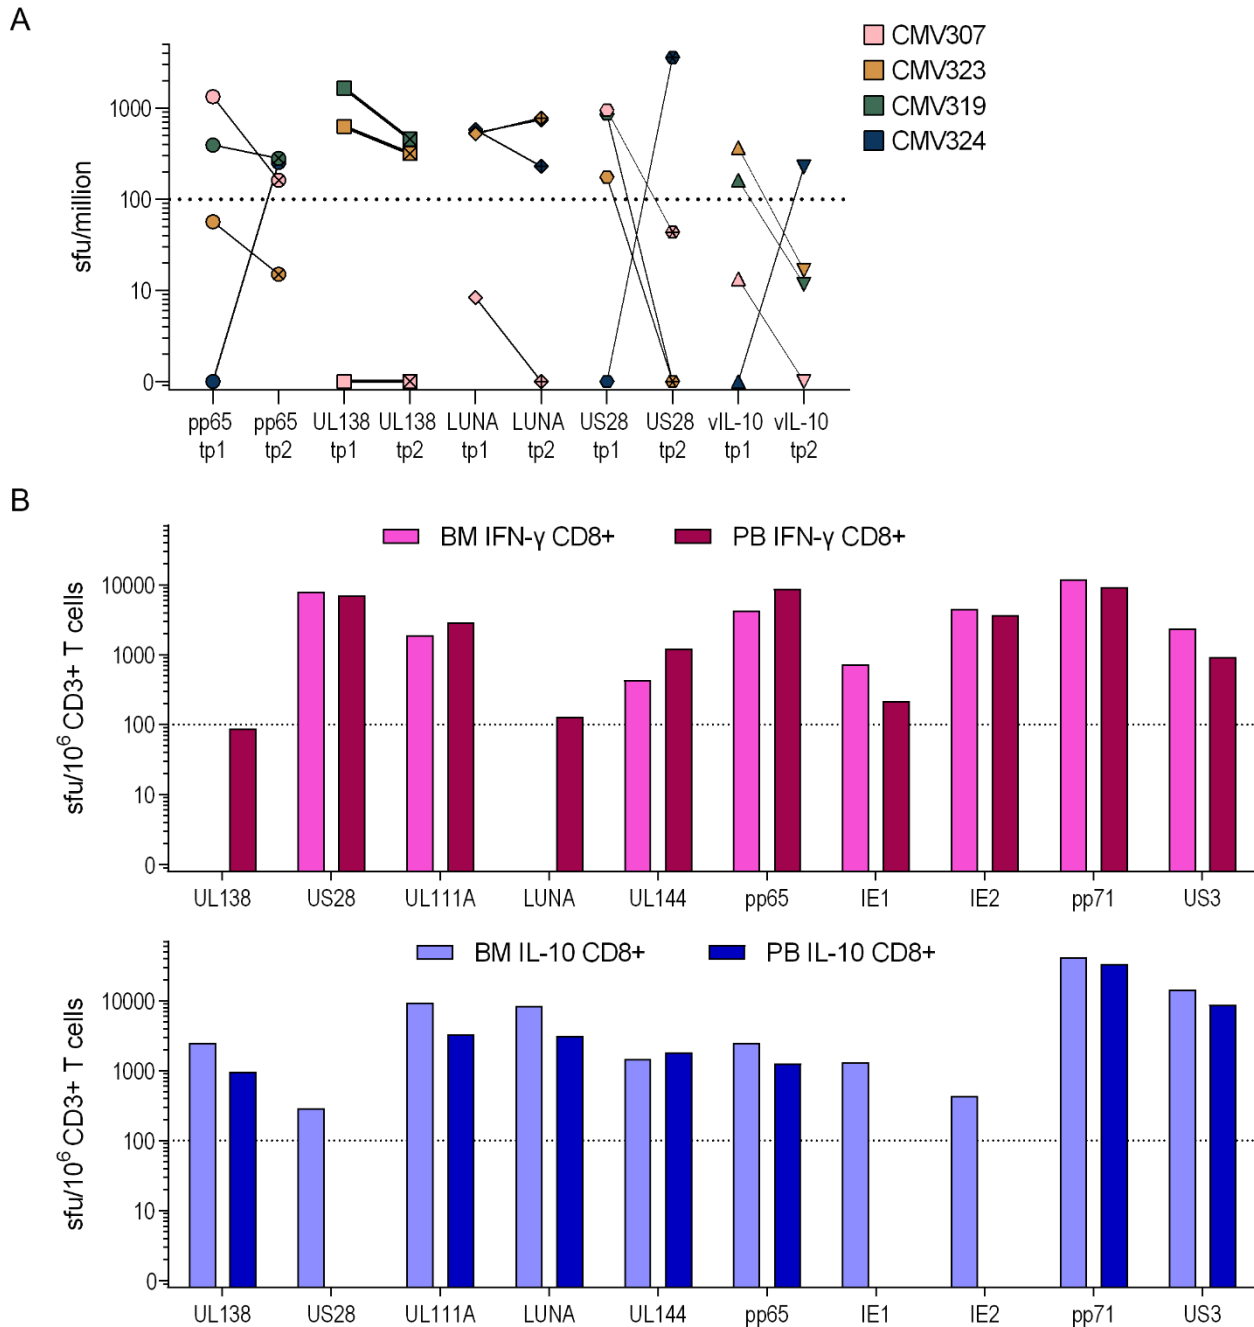 A
CMV307
CMV323
CMV319
CMV324
sfu/million
1000
100
10
0
pp65 tp1
pp65 tp2
UL138 tp1
UL138 tp2
LUNA tp1
LUNA tp2
US28 tp1
US28 tp2
vIL-10 tp1
vIL-10 tp2
B
BM IFN-γ CD8+ PB IFN-γ CD8+
sfu/10⁶ CD3+ T cells
10000
1000
100
10
0
UL138 US28 UL111A LUNA UL144 pp65 IE1 IE2 pp71 US3
BM IL-10 CD8+ PB IL-10 CD8+
sfu/10⁶ CD3+ T cells
10000
1000
100
10
0
UL138 US28 UL111A LUNA UL144 pp65 IE1 IE2 pp71 US3